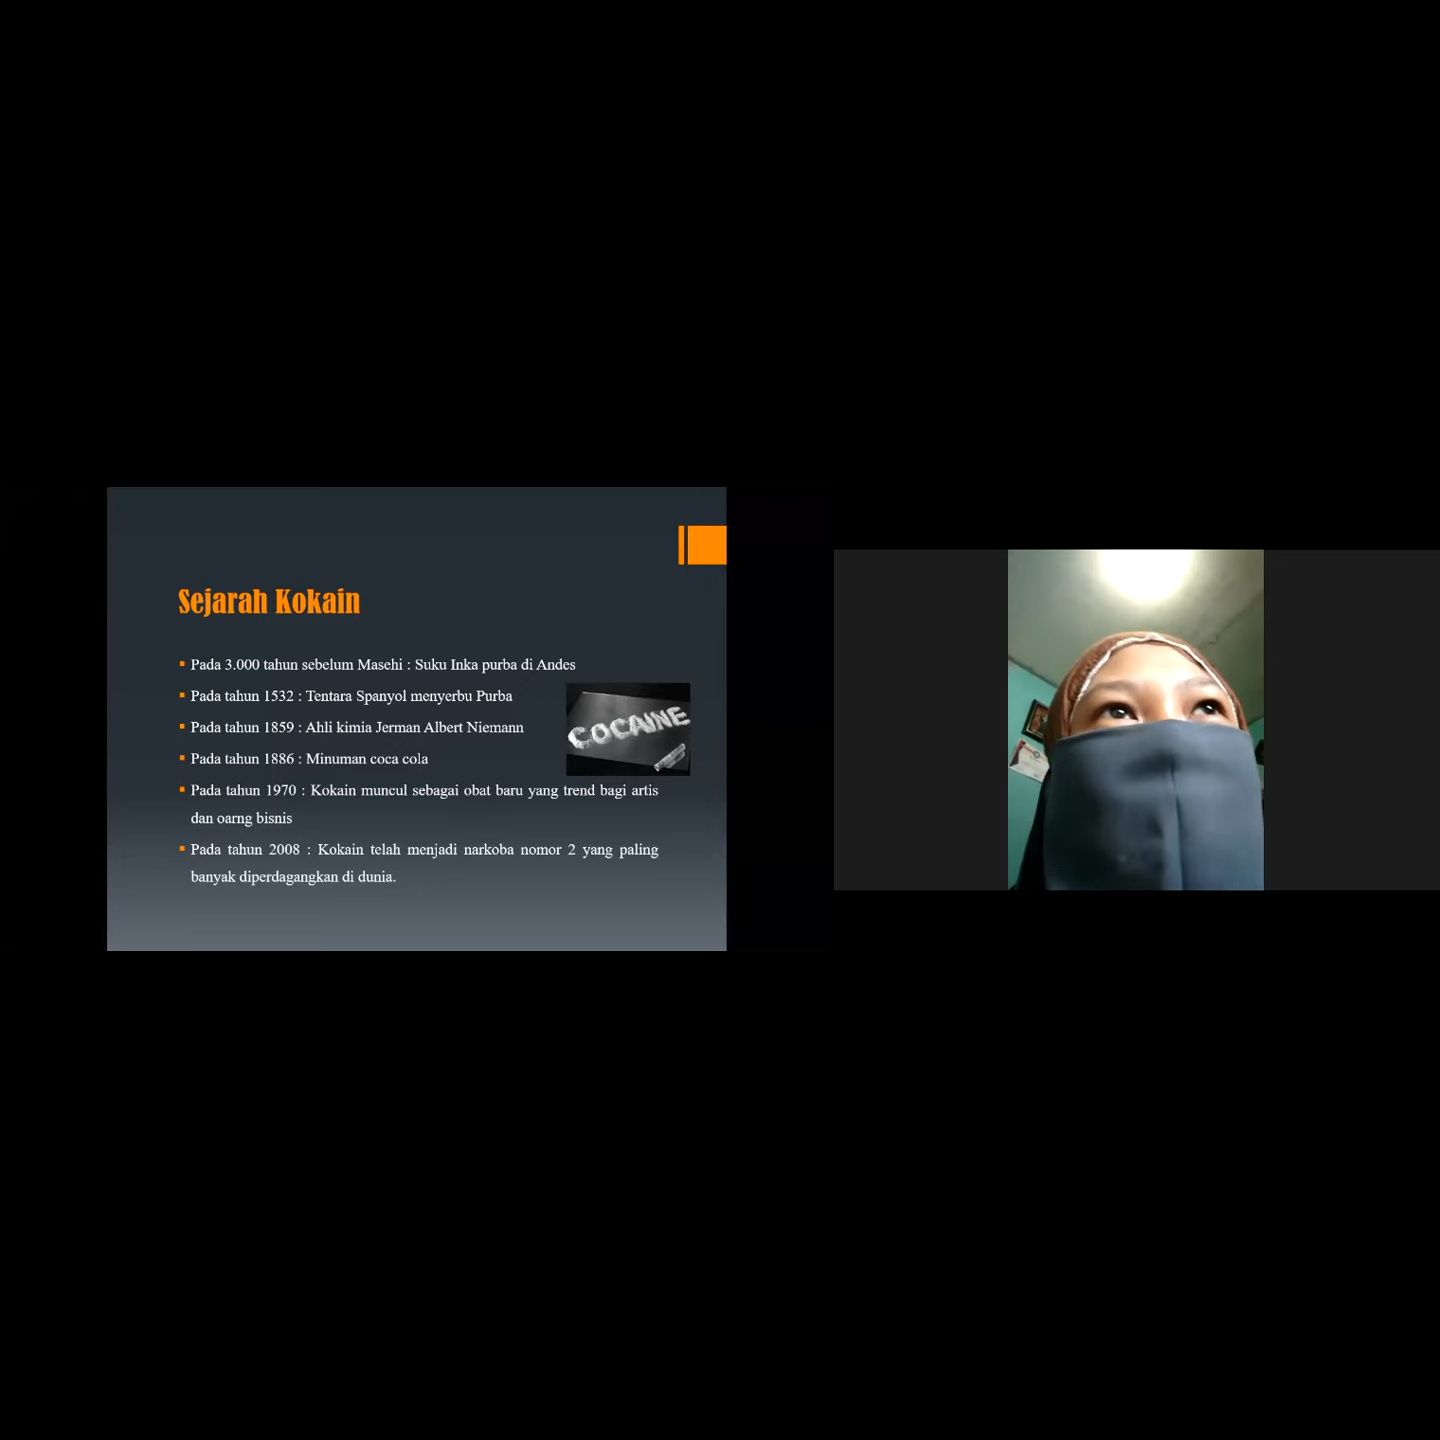 Sejarah Kokain
Pada 3.000 tahun sebelum Masehi : Suku Inka purba di Andes
Pada tahun 1532 : Tentara Spanyol menyerbu Purba
Pada tahun 1859 : Ahli kimia Jerman Albert Niemann
COCAINE
Pada tahun 1886 : Minuman coca cola
Pada tahun 1970 : Kokain muncul sebagai obat baru yang trend bagi artis
dan oarng bisnis
Pada tahun 2008 : Kokain telah menjadi narkoba nomor 2 yang paling
banyak diperdagangkan di dunia.